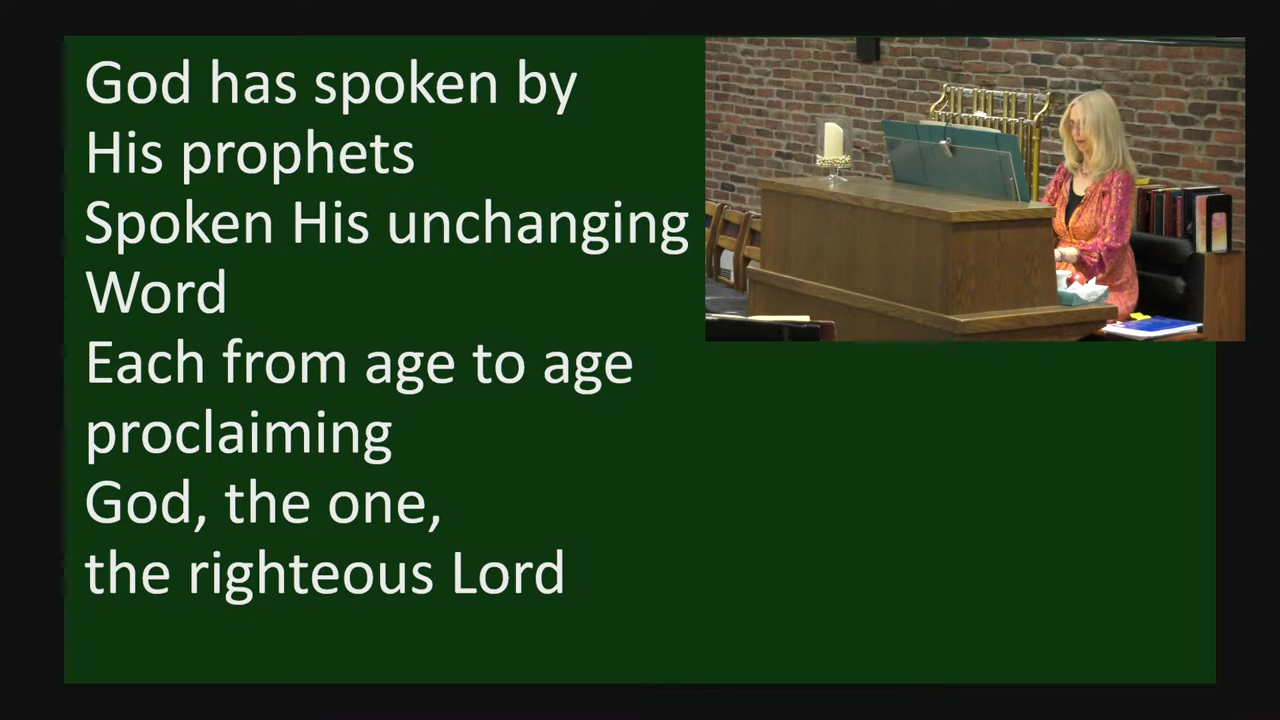 God has spoken by
His prophets
Spoken His unchanging
Word
Each from age to age
proclaiming
God, the one,
the righteous Lord